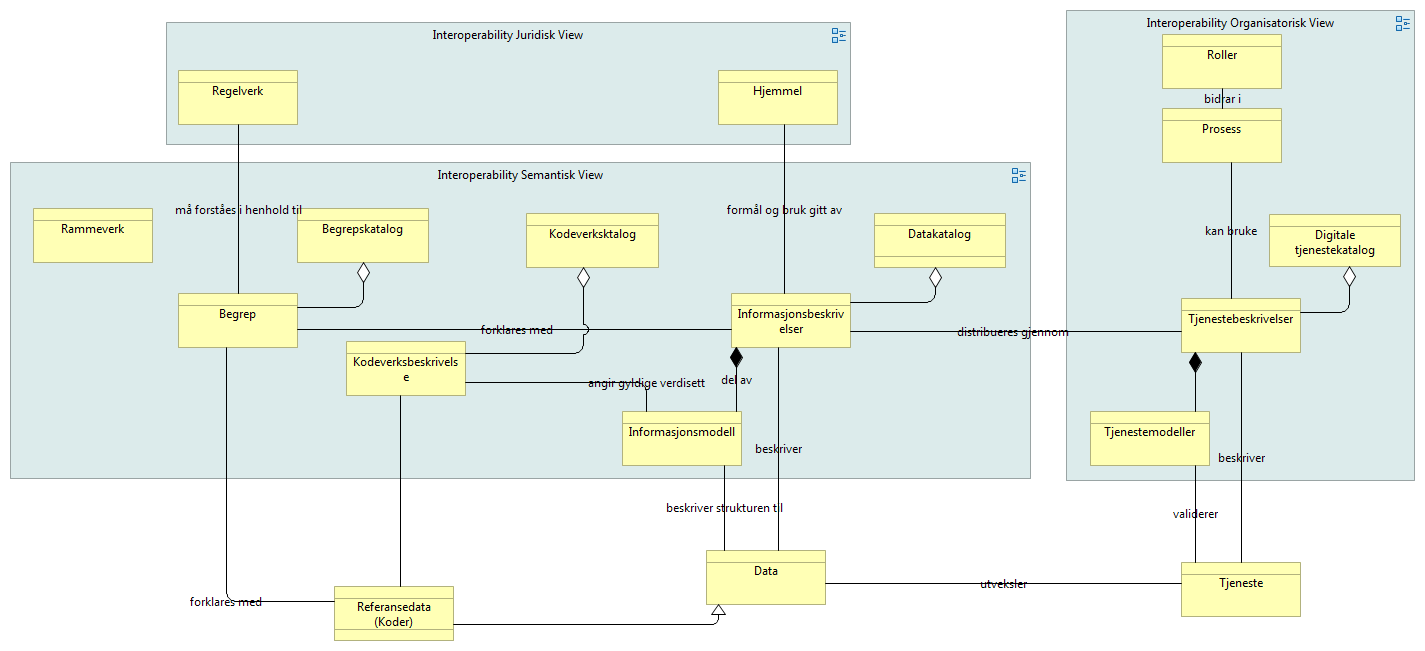 Interoperability Juridisk View
Regelverk
Hjemmel
Interoperability Organisatorisk View
Roller
bidrar i
Prosess
kan bruke
Digitale
tjenestekatalog
Tjenestebeskrivelser
Tjenestemodeller
beskriver
validerer
Tjeneste
Interoperability Semantisk View
må forståes i henhold til
formål og bruk gitt av
Rammeverk
Begrepskatalog
Kodeverksktalog
Datakatalog
Begrep
Informasjonsbeskriv
elser
forklares med
distribueres gjennom
Kodeverksbeskrivels
e
angir gyldige verdisett
del av
Informasjonsmodell
beskriver
beskriver strukturen til
Data
utveksler
forklares med
Referansedata
(Koder)